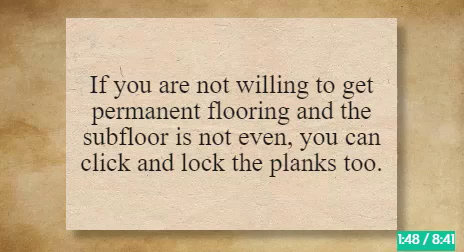 If you are not willing to get
permanent flooring and the
subfloor is not even, you can
click and lock the planks too.
1:48 / 8:41